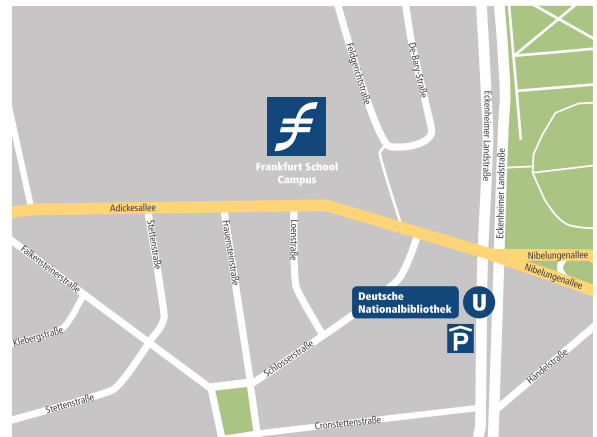 Feldgerichtstraße
De-Bary-Straße
Eckenheimer Landstraße
Eckenheimer Landstraße
Frankfurt School
Campus
Adickesallee
Stettenstraße
Frauensteinstraße
Loenstraße
Falkensteinerstraße
Nibelungenallee
Nibelungenallee
Deutsche
Nationalbibliothek
U
P
Klebergstraße
Schlosserstraße
Händelstraße
Stettenstraße
Cronstettenstraße